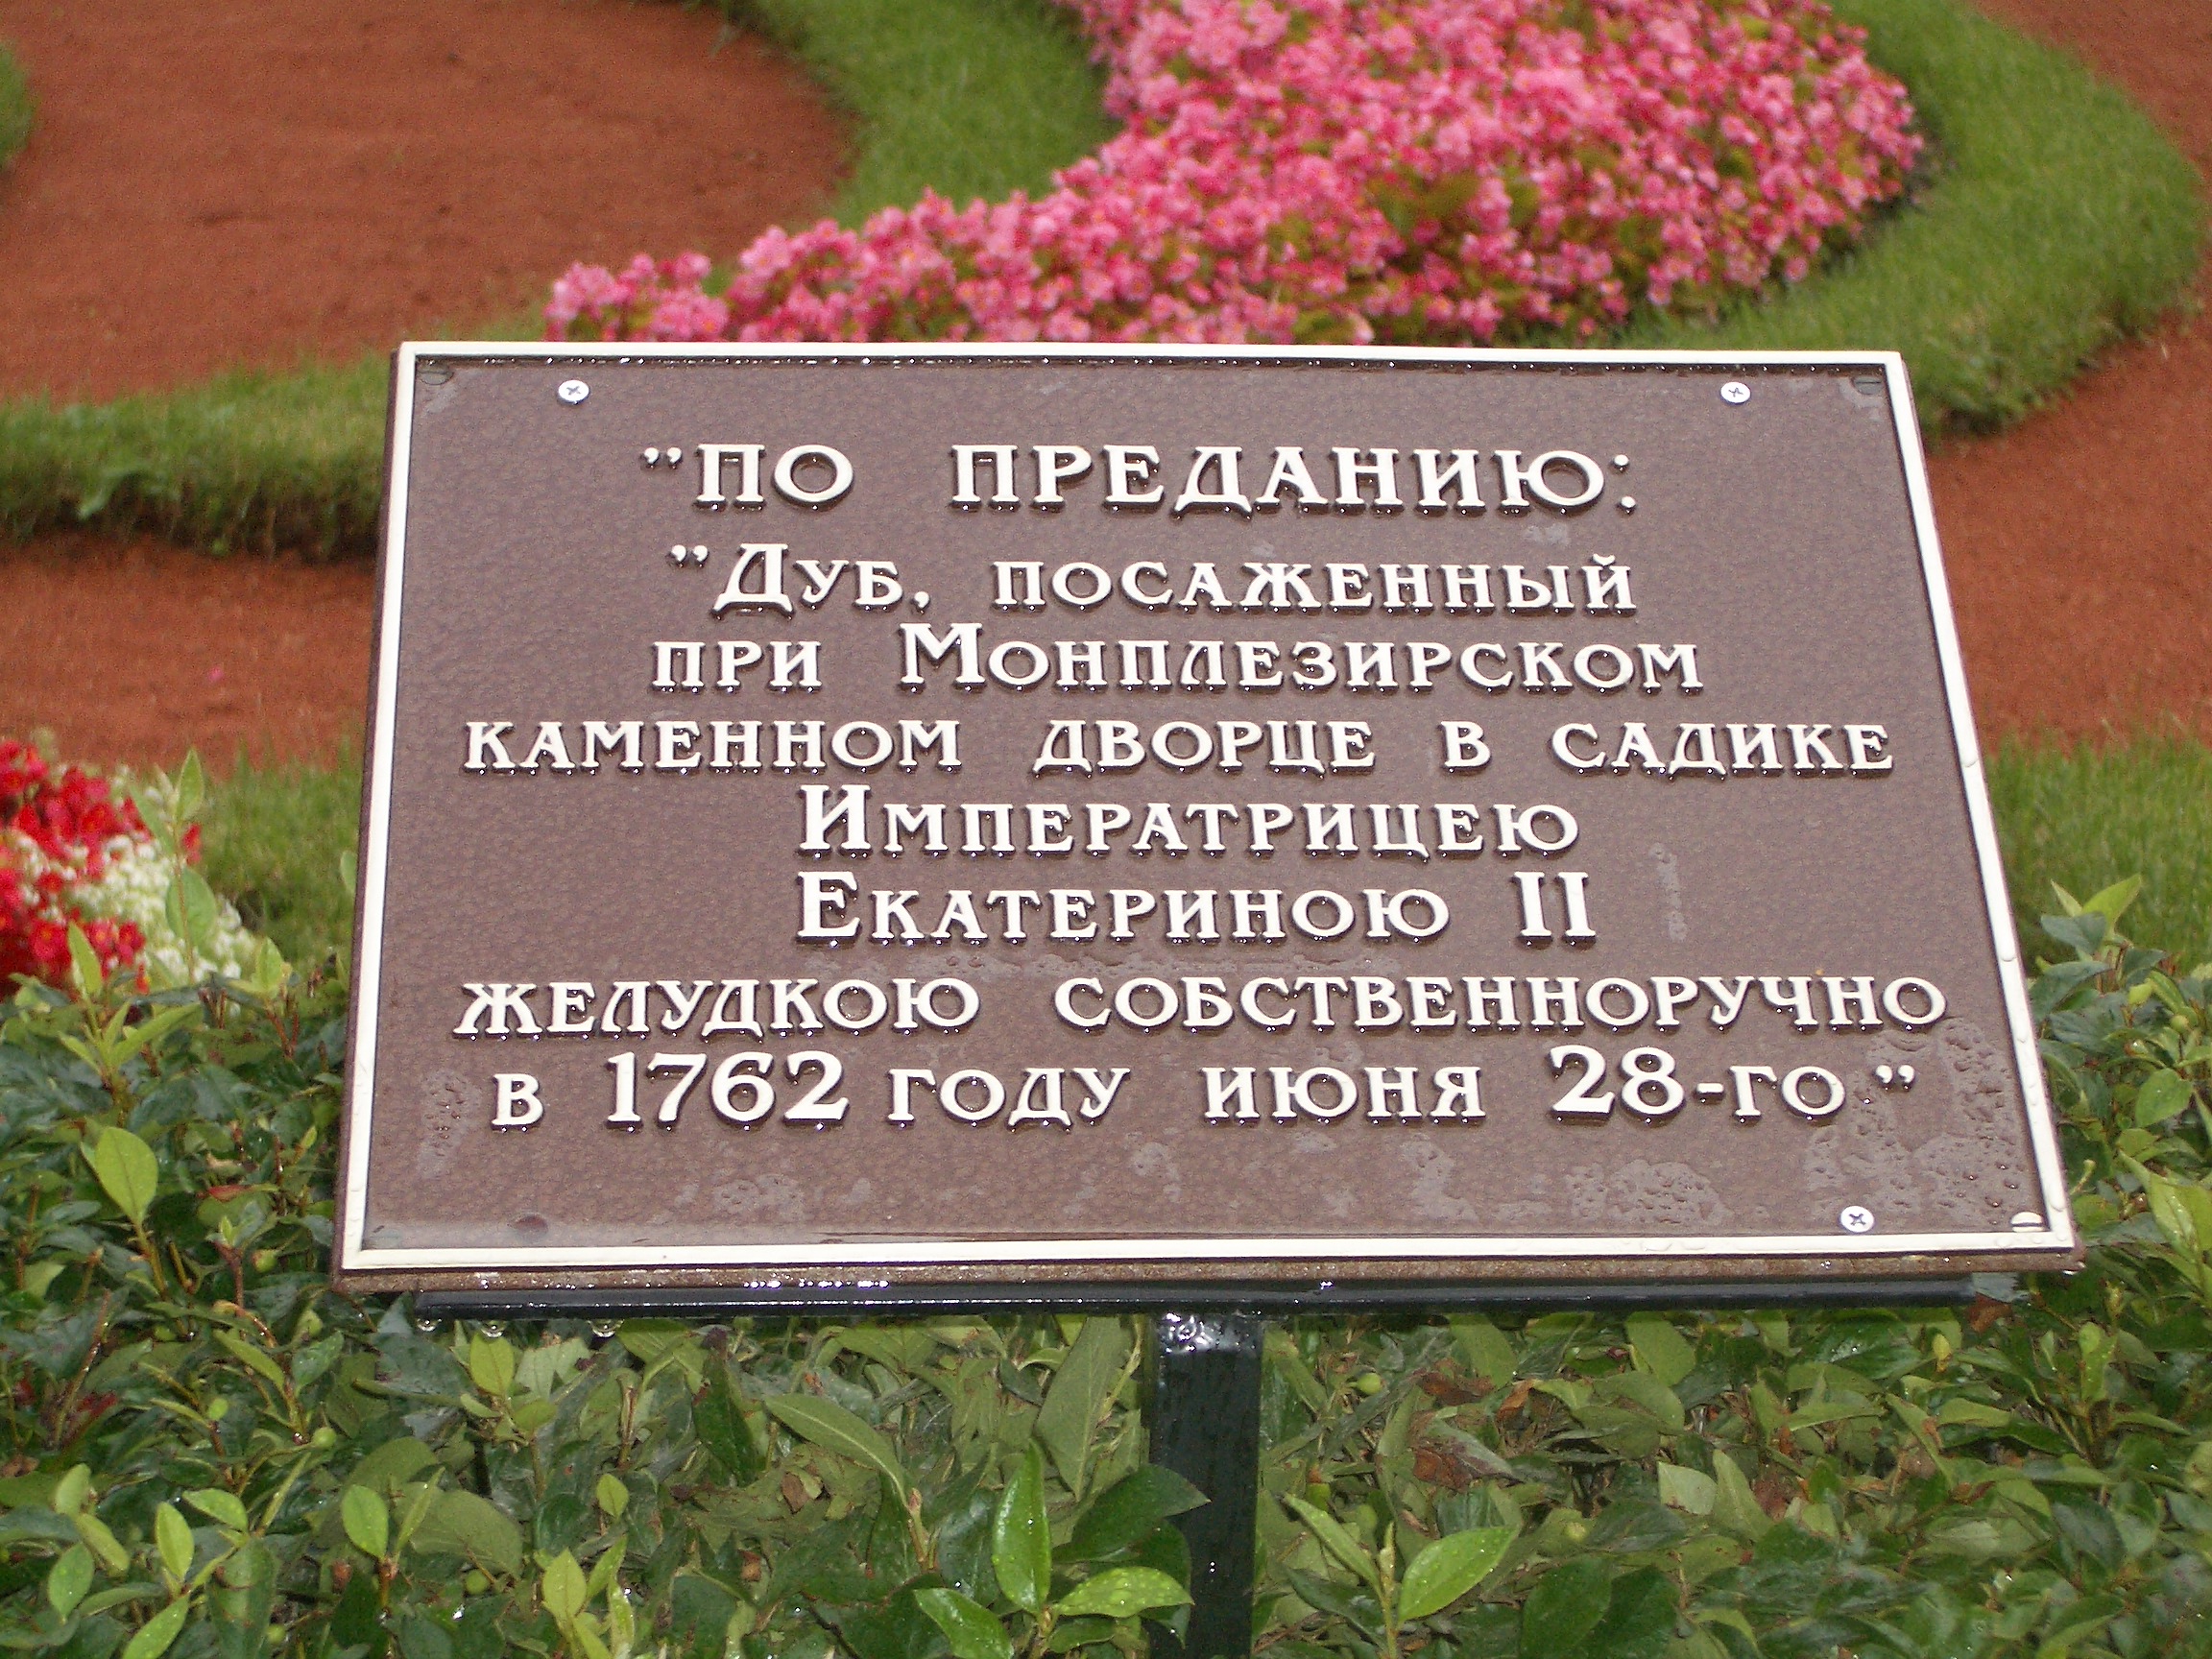 "ПО ПРЕДАНИЮ:
"Дуб, посаженный
при Монплезирском
каменном дворце в садике
Императрицею
Екатериною II
желудкою собственноручно
в 1762 году июня 28-го"